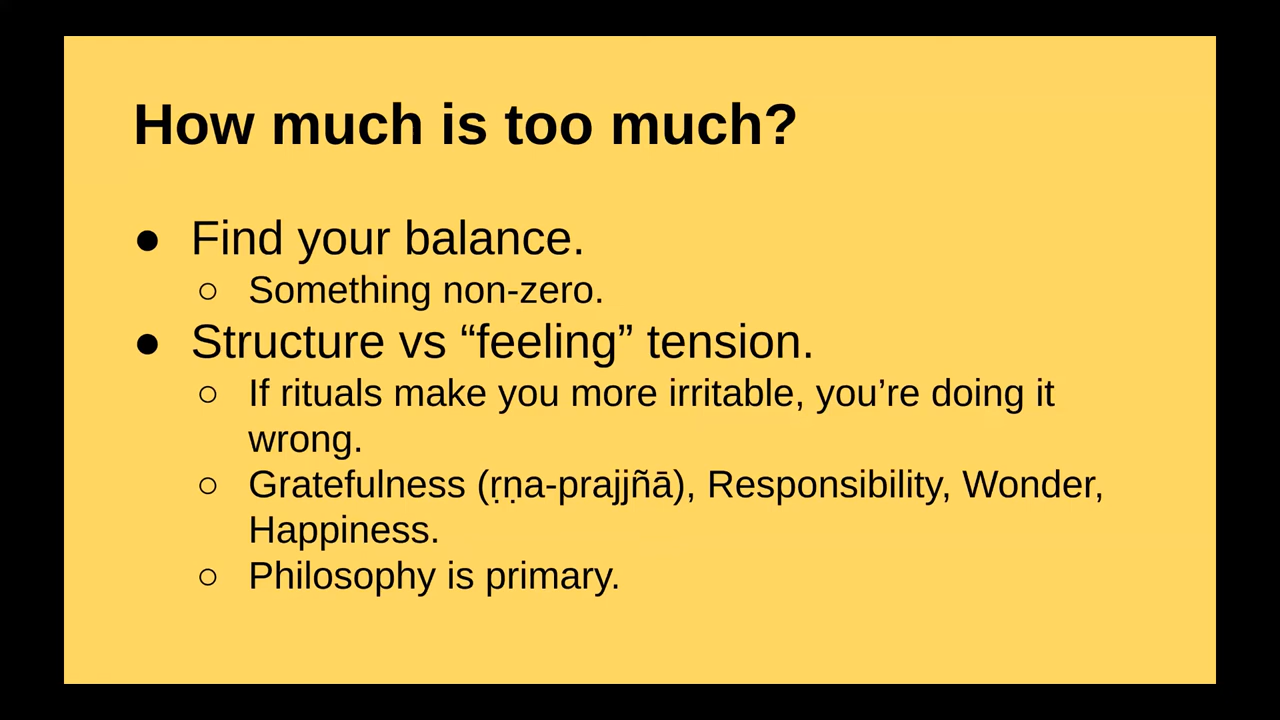 How much is too much?
● Find your balance.
○ Something non-zero.
● Structure vs “feeling” tension.
○ If rituals make you more irritable, you’re doing it
wrong.
○ Gratefulness (ṛṇa-prajjñā), Responsibility, Wonder,
Happiness.
○ Philosophy is primary.